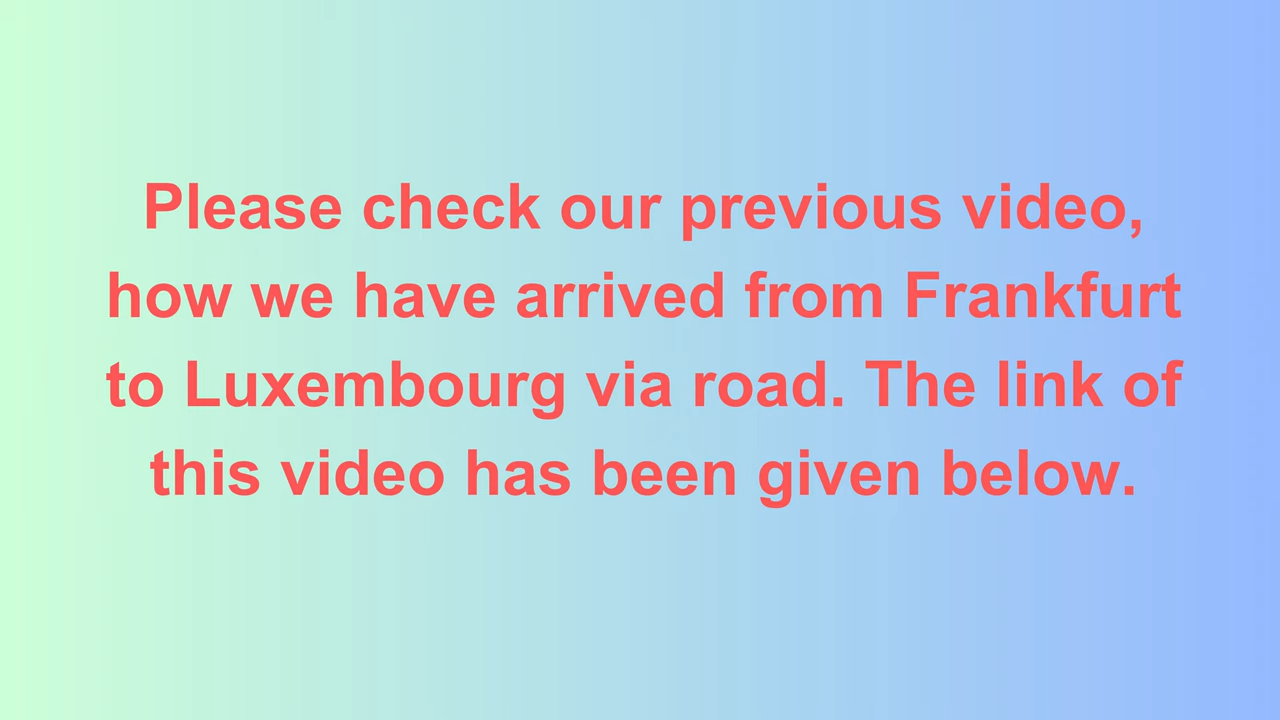 Please check our previous video,
how we have arrived from Frankfurt
to Luxembourg via road. The link of
this video has been given below.